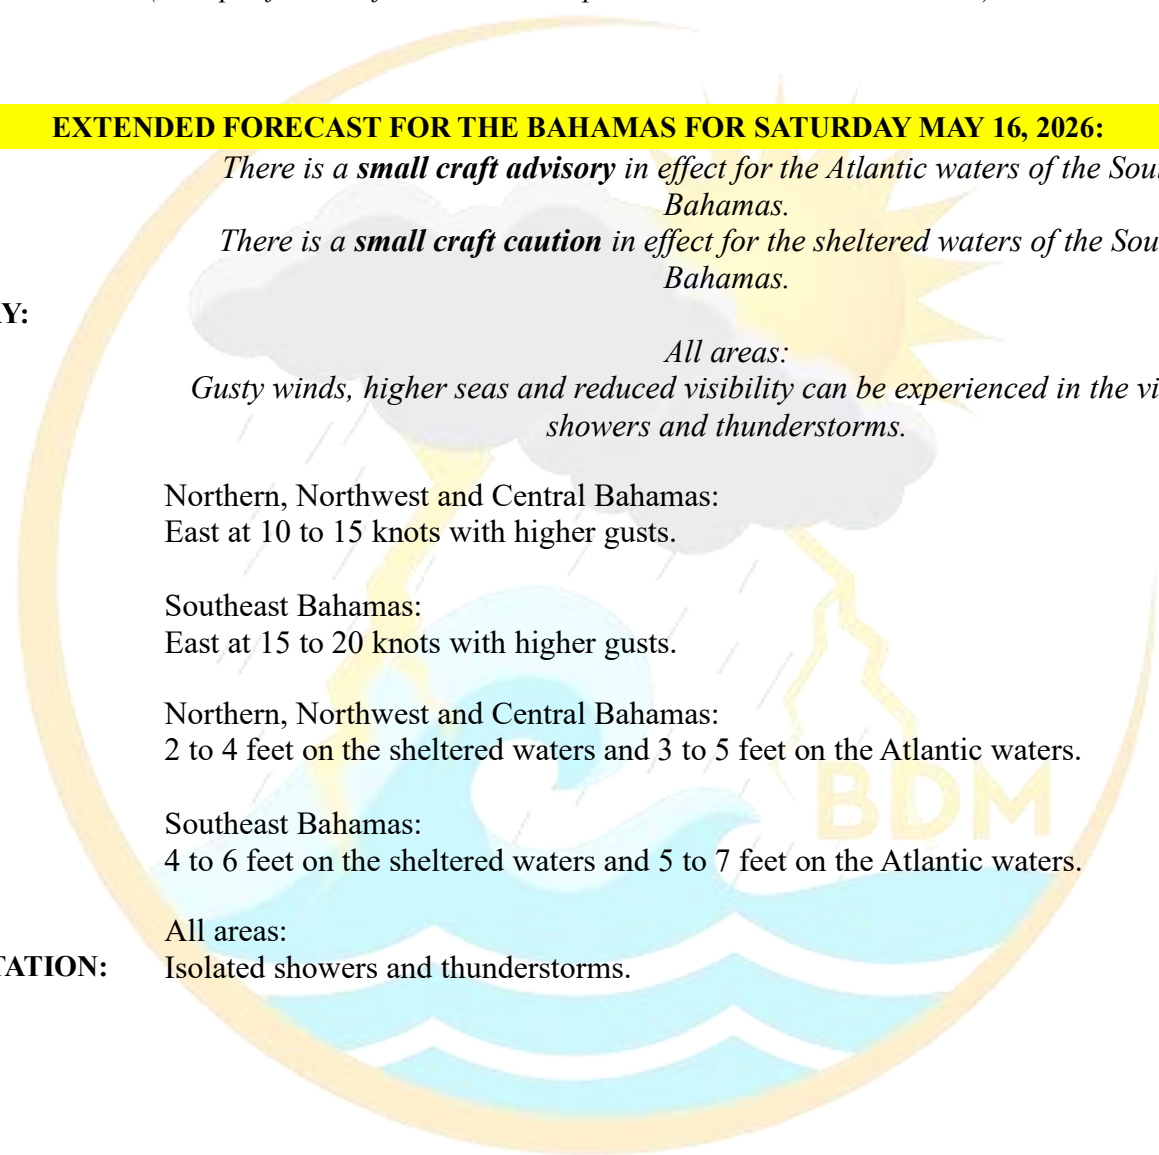 EXTENDED FORECAST FOR THE BAHAMAS FOR SATURDAY MAY 16, 2026:
There is a small craft advisory in effect for the Atlantic waters of the
Bahamas.
There is a small craft caution in effect for the sheltered waters of the
Bahamas.
All areas:
Gusty winds, higher seas and reduced visibility can be experienced in the
showers and thunderstorms.
Northern, Northwest and Central Bahamas:
East at 10 to 15 knots with higher gusts.
Southeast Bahamas:
East at 15 to 20 knots with higher gusts.
Northern, Northwest and Central Bahamas:
2 to 4 feet on the sheltered waters and 3 to 5 feet on the Atlantic waters.
Southeast Bahamas:
4 to 6 feet on the sheltered waters and 5 to 7 feet on the Atlantic waters.
BDM
All areas:
TATION: Isolated showers and thunderstorms.